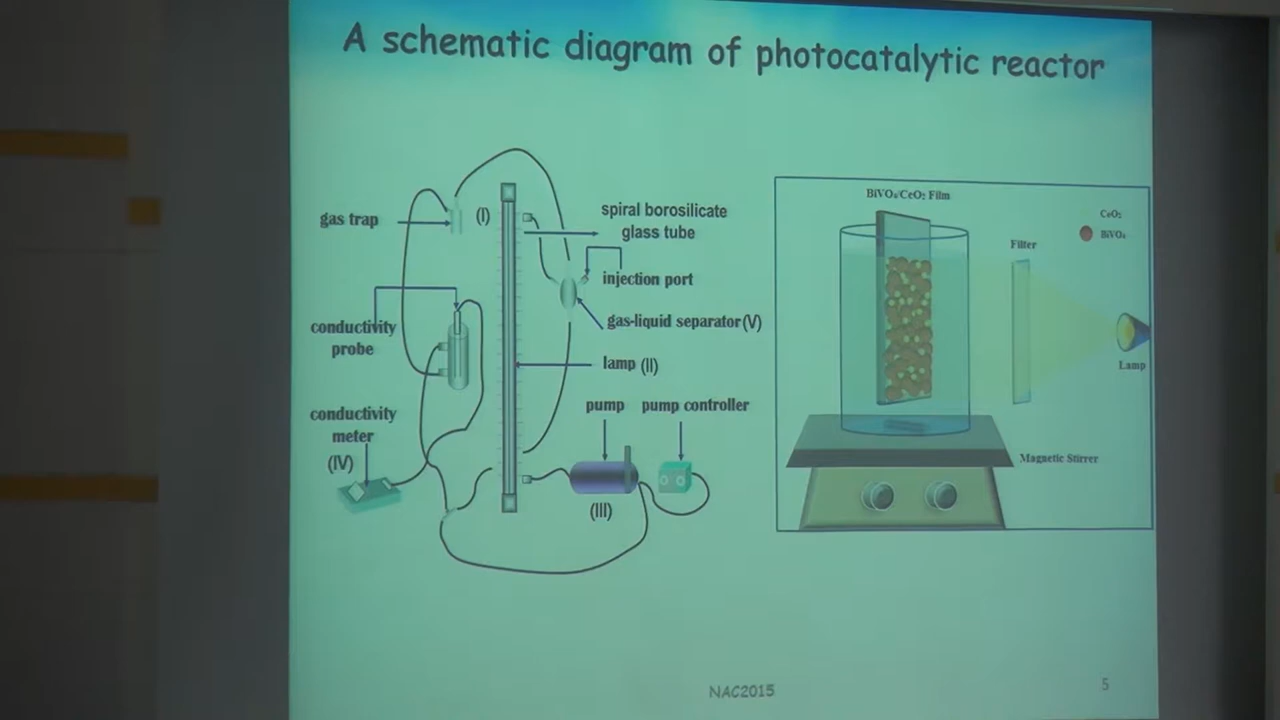 A schematic diagram of photocatalytic reactor
gas trap
(I)
spiral borosilicate
glass tube
injection port
gas-liquid separator(V)
conductivity
probe
lamp (II)
pump
pump controller
conductivity
meter
(IV)
(III)
BiVO₄/CeO₂ Film
CeO₂
BiVO₄
Filter
Lamp
Magnetic Stirrer
NAC2015
5